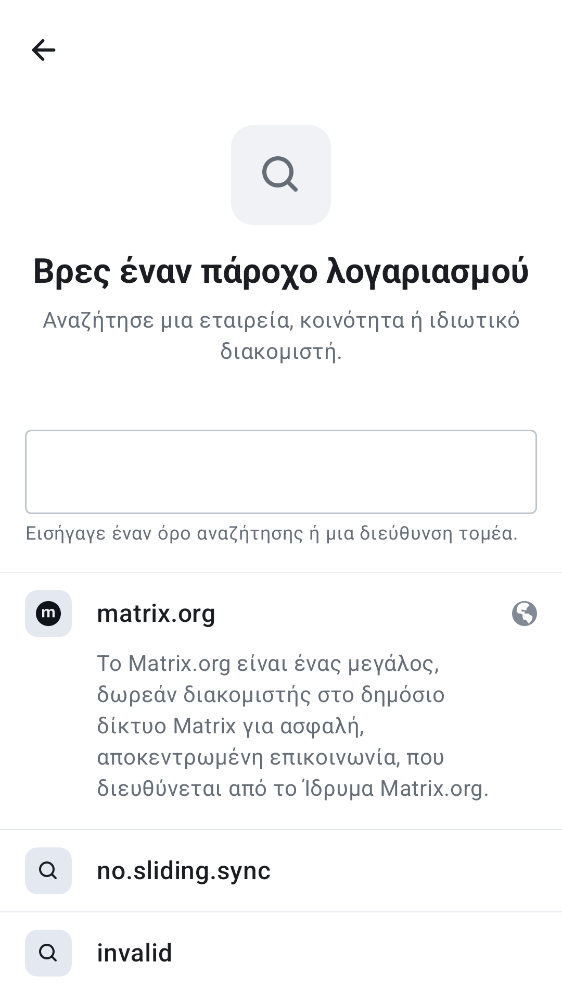 Βρες έναν πάροχο λογαριασμού
Αναζήτησε μια εταιρεία, κοινότητα ή ιδιωτικό
διακομιστή.
Εισήγαγε έναν όρο αναζήτησης ή μια διεύθυνση τομέα.
m
matrix.org
Το Matrix.org είναι ένας μεγάλος,
δωρεάν διακομιστής στο δημόσιο
δίκτυο Matrix για ασφαλή,
αποκεντρωμένη επικοινωνία, που
διευθύνεται από το Ίδρυμα Matrix.org.
no.sliding.sync
invalid